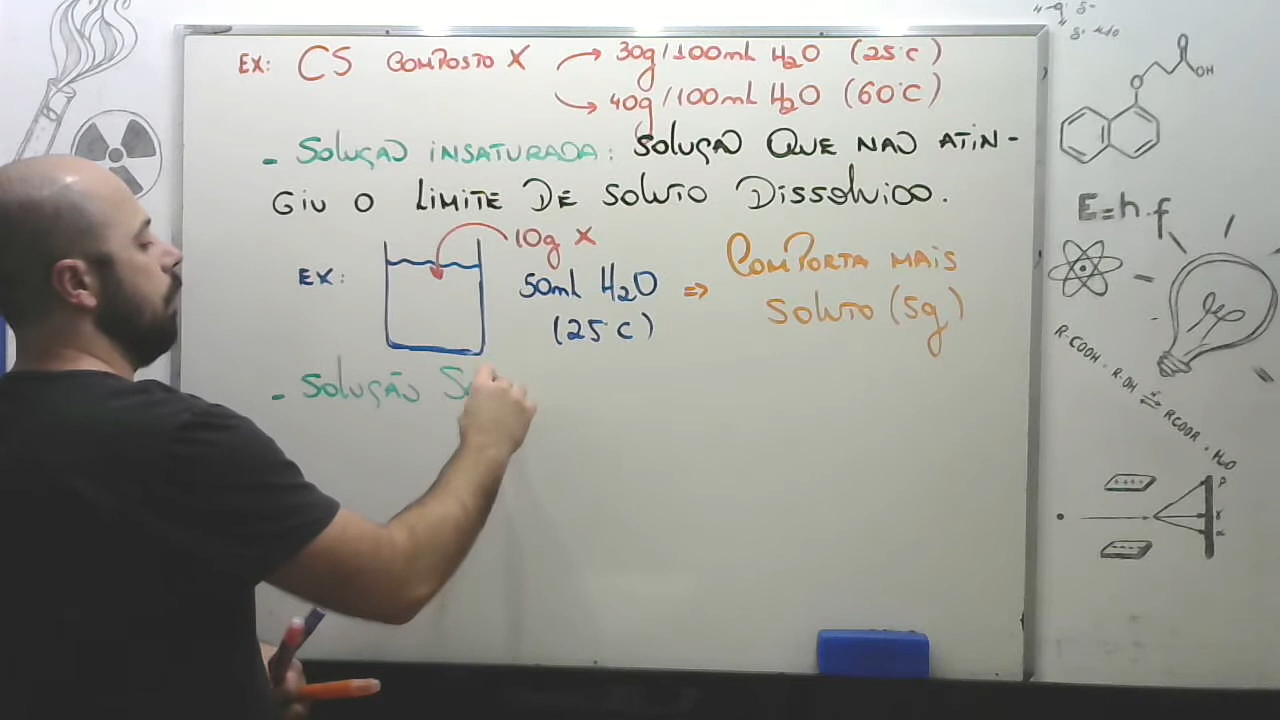 EX: CS COMPOSTO X → 30g/100ml H₂O (25°C)
→ 40g/100ml H₂O (60°C)
- SOLUÇÃO INSATURADA: SOLUÇÃO QUE NÃO ATIN-
GIU O LIMITE DE SOLUTO DISSOLVIDO.
10g X
EX: 50ml H₂O ⇒ COMPORTA MAIS
(25°C) SOLUTO (5g)
- SOLUÇÃO S
OH
E=h.f
R-COOH + R-OH ⇌ RCOOR + H₂O
++++
----
β
γ
α